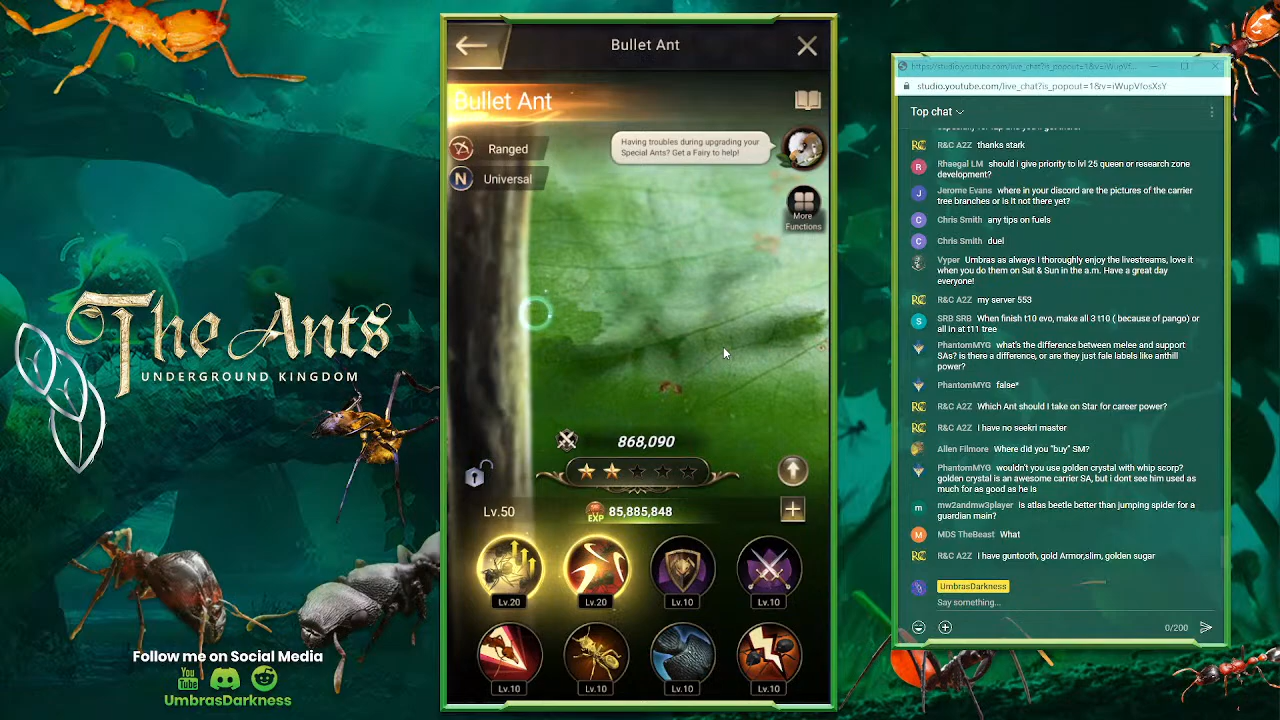 Bullet Ant
Bullet Ant
Ranged
N
Universal
Having troubles during upgrading your
Special Ants? Get a Fairy to help!
More
Functions
868,090
Lv.50
EXP
85,885,848
Lv.20
Lv.20
Lv.10
Lv.10
Lv.10
Lv.10
Lv.10
Lv.10
The Ants
UNDERGROUND KINGDOM
Follow me on Social Media
You
Tube
UmbrasDarkness
studio.youtube.com/live_chat?is_popout=1&v=iWupVfosXsY
Top chat
R&C A2Z thanks stark
Rhaegal LM should i give priority to lvl 25 queen or research zone
development?
Jerome Evans where in your discord are the pictures of the carrier
tree branches or is it not there yet?
Chris Smith any tips on fuels
Chris Smith duel
Vyper Umbras as always I thoroughly enjoy the livestreams, love it
when you do them on Sat & Sun in the a.m. Have a great day
everyone!
R&C A2Z my server 553
SRB SRB When finish t10 evo, make all 3 t10 ( because of pango) or
all in at t11 tree
PhantomMYG what's the difference between melee and support
SAs? is there a difference, or are they just fale labels like anthill
power?
PhantomMYG false*
R&C A2Z Which Ant should I take on Star for career power?
R&C A2Z I have no seekri master
Allen Filmore Where did you "buy" SM?
PhantomMYG wouldn't you use golden crystal with whip scorp?
golden crystal is an awesome carrier SA, but i dont see him used as
much for as good as he is
mw2andmw3player is atlas beetle better than jumping spider for a
guardian main?
MDS TheBeast What
R&C A2Z I have guntooth, gold Armor,slim, golden sugar
UmbrasDarkness
Say something...
0/200